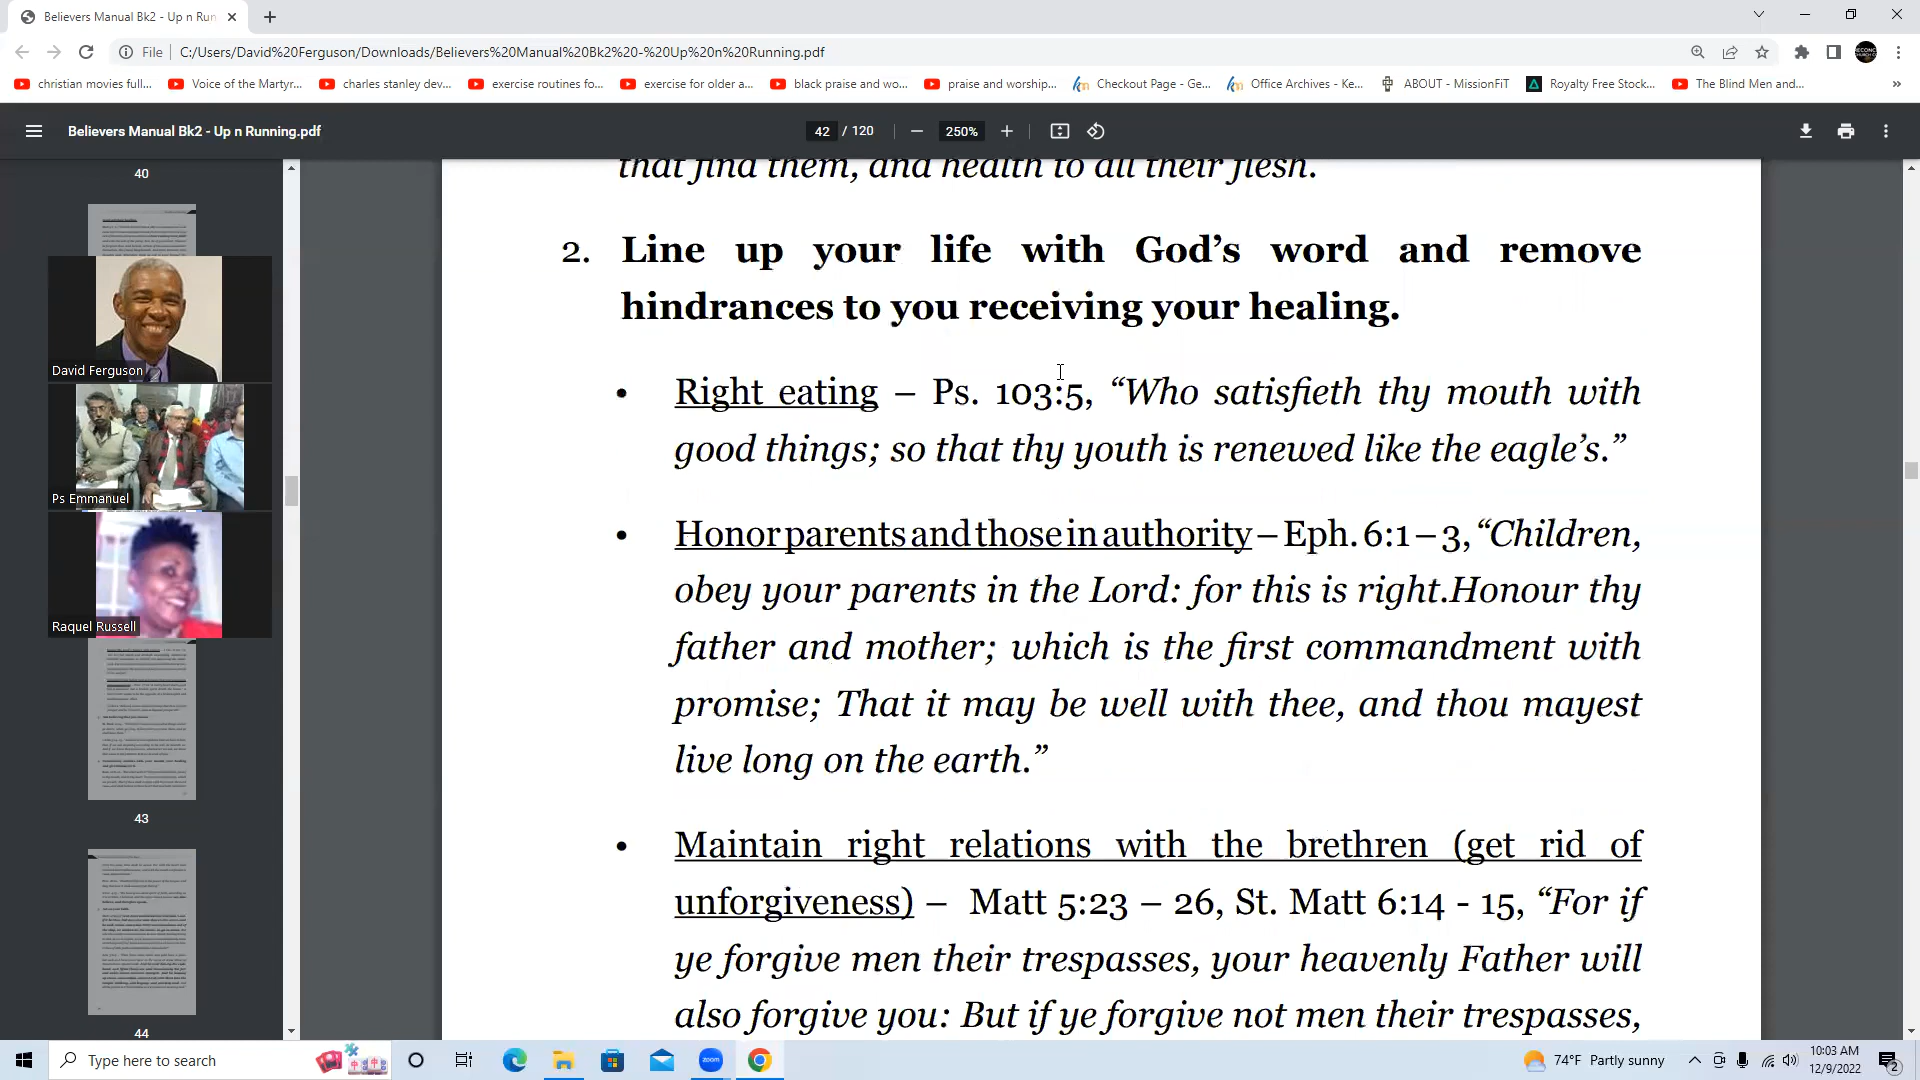 Believers Manual Bk2 - Up n Run
File C:/Users/David%20Ferguson/Downloads/Believers%20Manual%20Bk2%20-%20Up%20n%20Running.pdf
christian movies full... Voice of the Martyr... charles stanley dev... exercise routines fo... exercise for older a... black praise and wo... praise and worship... Checkout Page - Ge... Office Archives - Ke... ABOUT - MissionFiT Royalty Free Stock... The Blind Men and... »
Believers Manual Bk2 - Up n Running.pdf 42 / 120 250%
40
David Ferguson
Ps Emmanuel
Raquel Russell
43
44
that find them, and health to all their flesh.
2. Line up your life with God’s word and remove
hindrances to you receiving your healing.
• Right eating – Ps. 103:5, “Who satisfieth thy mouth with
good things; so that thy youth is renewed like the eagle’s.”
• Honor parents and those in authority – Eph. 6:1 – 3, “Children,
obey your parents in the Lord: for this is right.Honour thy
father and mother; which is the first commandment with
promise; That it may be well with thee, and thou mayest
live long on the earth.”
• Maintain right relations with the brethren (get rid of
unforgiveness) – Matt 5:23 – 26, St. Matt 6:14 - 15, “For if
ye forgive men their trespasses, your heavenly Father will
also forgive you: But if ye forgive not men their trespasses,
Type here to search
zoom
74°F Partly sunny
10:03 AM
12/9/2022
2